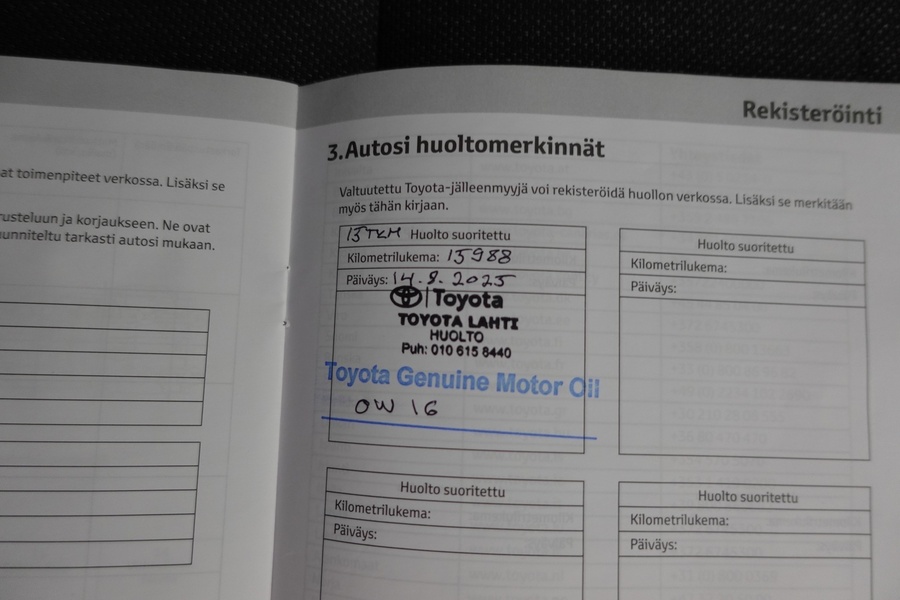 Rekisteröinti
at toimenpiteet verkossa. Lisäksi se
rusteluun ja korjaukseen. Ne ovat
unniteltu tarkasti autosi mukaan.
3.Autosi huoltomerkinnät
Valtuutettu Toyota-jälleenmyyjä voi rekisteröidä huollon verkossa. Lisäksi se merkitään
myös tähän kirjaan.
15TKM Huolto suoritettu
Kilometrilukema: 15988
Päiväys: 14.8.2025
Toyota
TOYOTA LAHTI
HUOLTO
Puh: 010 615 8440
Toyota Genuine Motor Oil
OW 16
Huolto suoritettu
Kilometrilukema:
Päiväys:
Huolto suoritettu
Kilometrilukema:
Päiväys:
Huolto suoritettu
Kilometrilukema:
Päiväys: